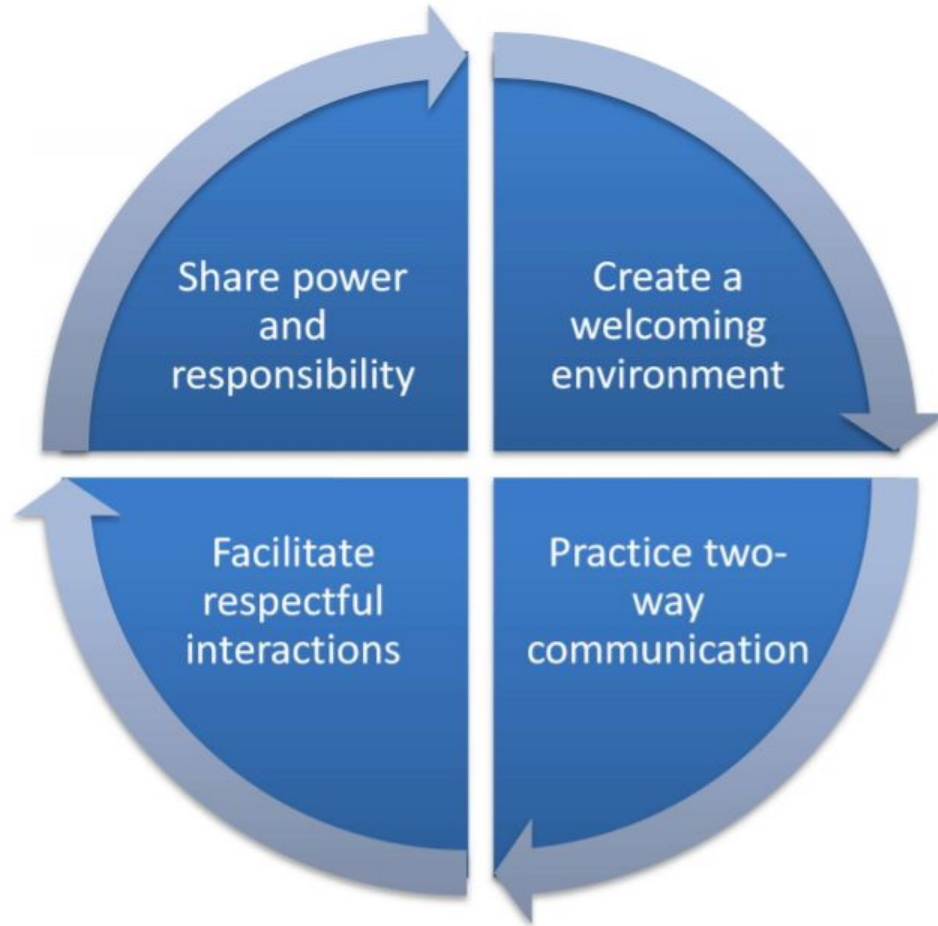 Share power
and
responsibility
Create a
welcoming
environment
Facilitate
respectful
interactions
Practice two-
way
communication